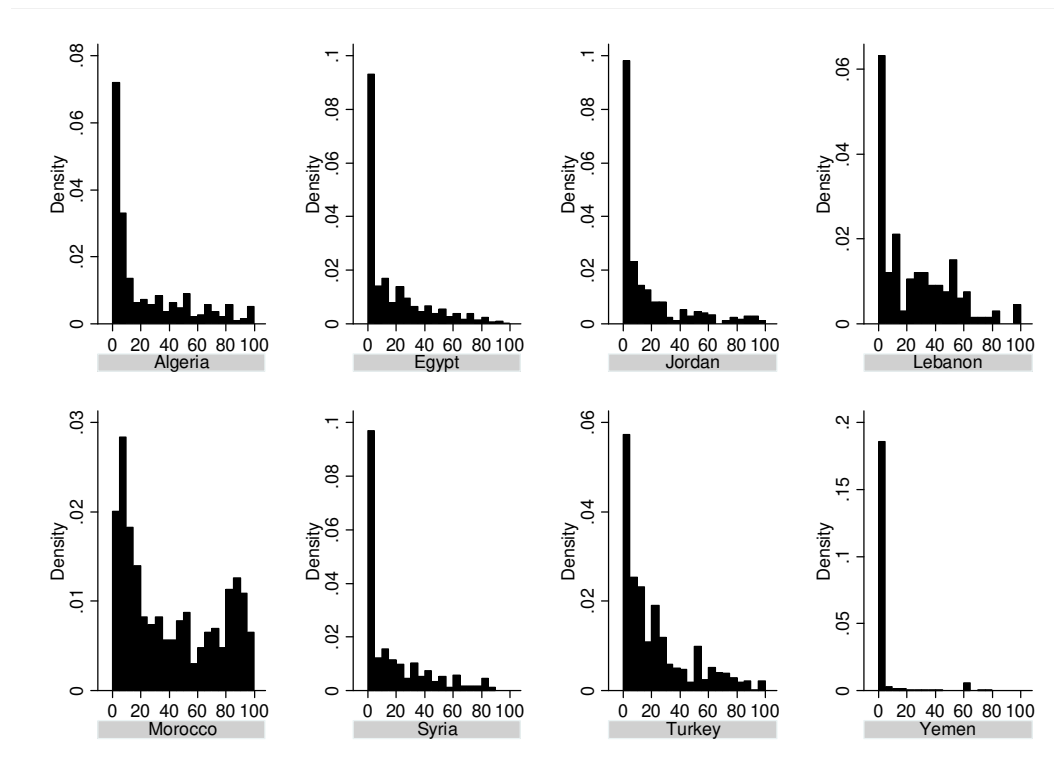 Density
0 .02 .04 .06 .08
0 20 40 60 80 100
Algeria
Density
0 .02 .04 .06 .08 .1
0 20 40 60 80 100
Egypt
Density
0 .02 .04 .06 .08 .1
0 20 40 60 80 100
Jordan
Density
0 .02 .04 .06
0 20 40 60 80 100
Lebanon
Density
0 .01 .02 .03
0 20 40 60 80 100
Morocco
Density
0 .02 .04 .06 .08 .1
0 20 40 60 80 100
Syria
Density
0 .02 .04 .06
0 20 40 60 80 100
Turkey
Density
0 .05 .1 .15 .2
0 20 40 60 80 100
Yemen